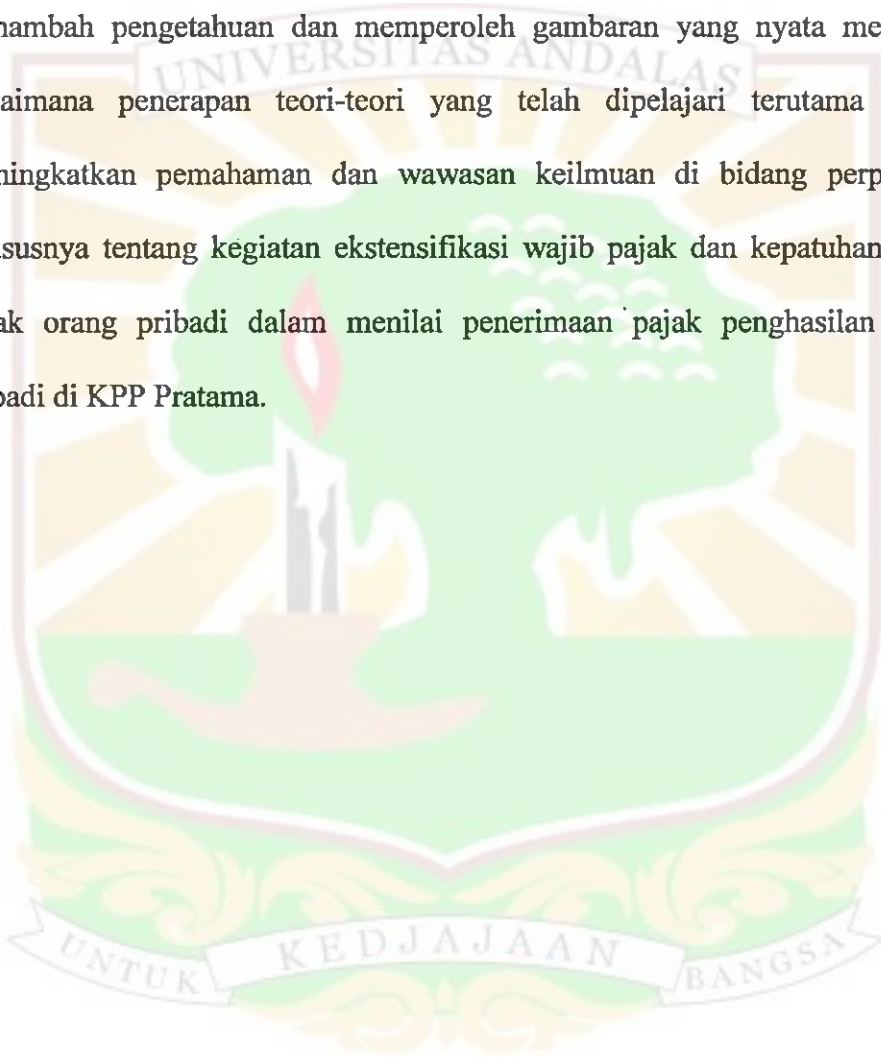 nambah pengetahuan dan memperoleh gambaran yang nyata me
UNIVERSITAS ANDALAS
aimana penerapan teori-teori yang telah dipelajari terutama
ningkatkan pemahaman dan wawasan keilmuan di bidang perp
ususnya tentang kegiatan ekstensifikasi wajib pajak dan kepatuhan
ak orang pribadi dalam menilai penerimaan pajak penghasilan
badi di KPP Pratama.
UNTUK KEDJAJAAN BANGSA